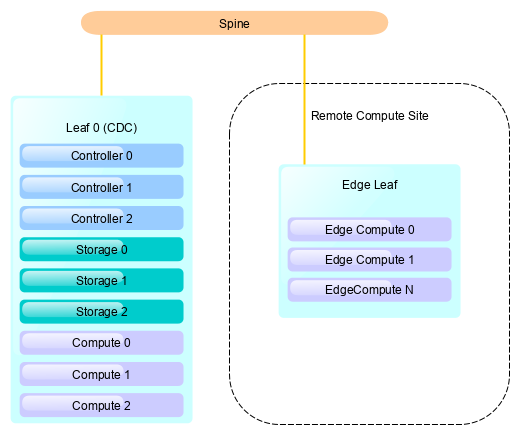 Spine
Leaf 0 (CDC)
Controller 0
Controller 1
Controller 2
Storage 0
Storage 1
Storage 2
Compute 0
Compute 1
Compute 2
Remote Compute Site
Edge Leaf
Edge Compute 0
Edge Compute 1
EdgeCompute N